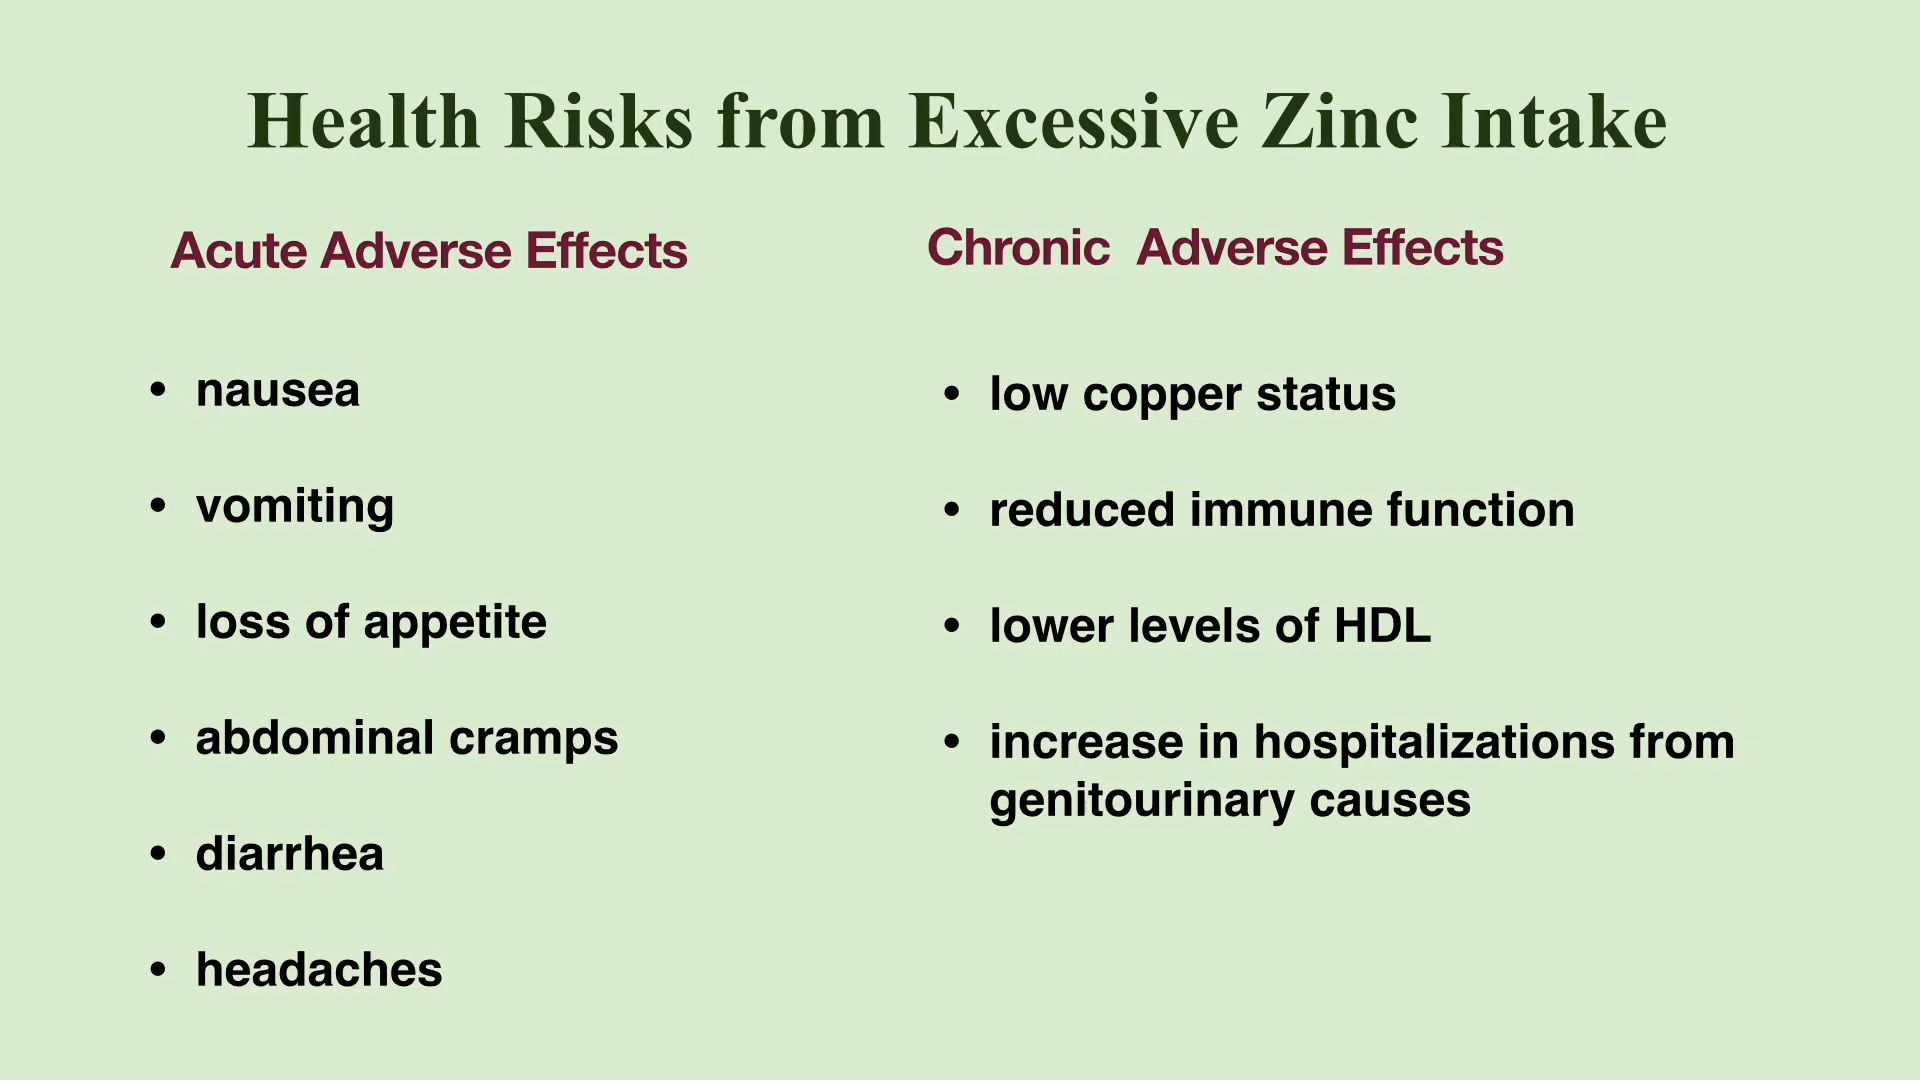 Health Risks from Excessive Zinc Intake
Acute Adverse Effects
• nausea
• vomiting
• loss of appetite
• abdominal cramps
• diarrhea
• headaches
Chronic  Adverse Effects
• low copper status
• reduced immune function
• lower levels of HDL
• increase in hospitalizations from
genitourinary causes